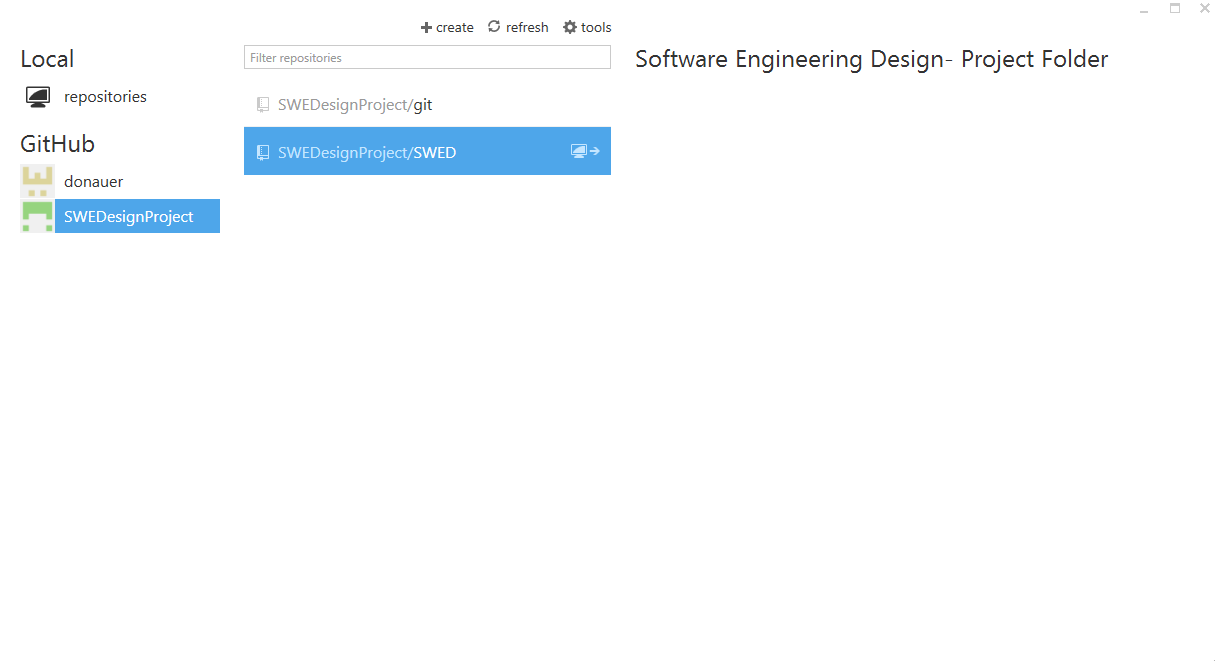 create refresh tools
Local
repositories
GitHub
donauer
SWEDesignProject
Filter repositories
SWEDesignProject/git
SWEDesignProject/SWED
Software Engineering Design- Project Folder